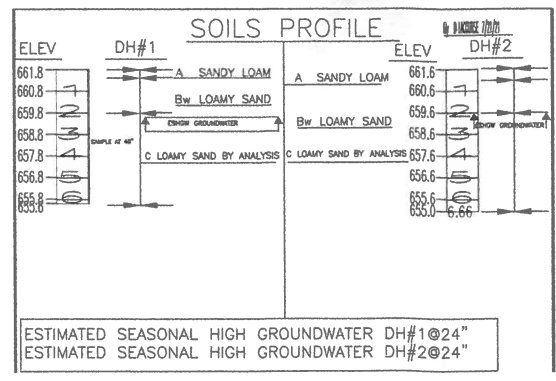 SOILS PROFILE
ELEV DH#1
661.8
660.8 1
659.8 2
658.8 3
657.8 4
656.8 5
655.8 6
A SANDY LOAM
Bw LOAMY SAND
ESHOW GROUNDWATER
SAMPLE AT 48"
C LOAMY SAND BY ANALYSIS
ELEV DH#2
661.6
660.6 1
659.6 2
658.6 3
657.6 4
656.6 5
655.6 6
655.0 6.66
A SANDY LOAM
Bw LOAMY SAND
ESHOW GROUNDWATER
C LOAMY SAND BY ANALYSIS
ESTIMATED SEASONAL HIGH GROUNDWATER DH#1@24"
ESTIMATED SEASONAL HIGH GROUNDWATER DH#2@24"